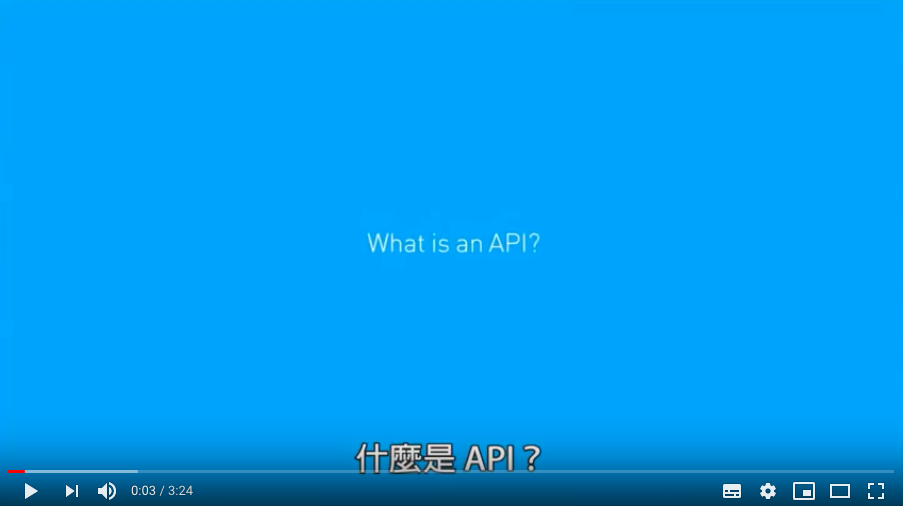 What is an API?
什麼是 API？
0:03 / 3:24